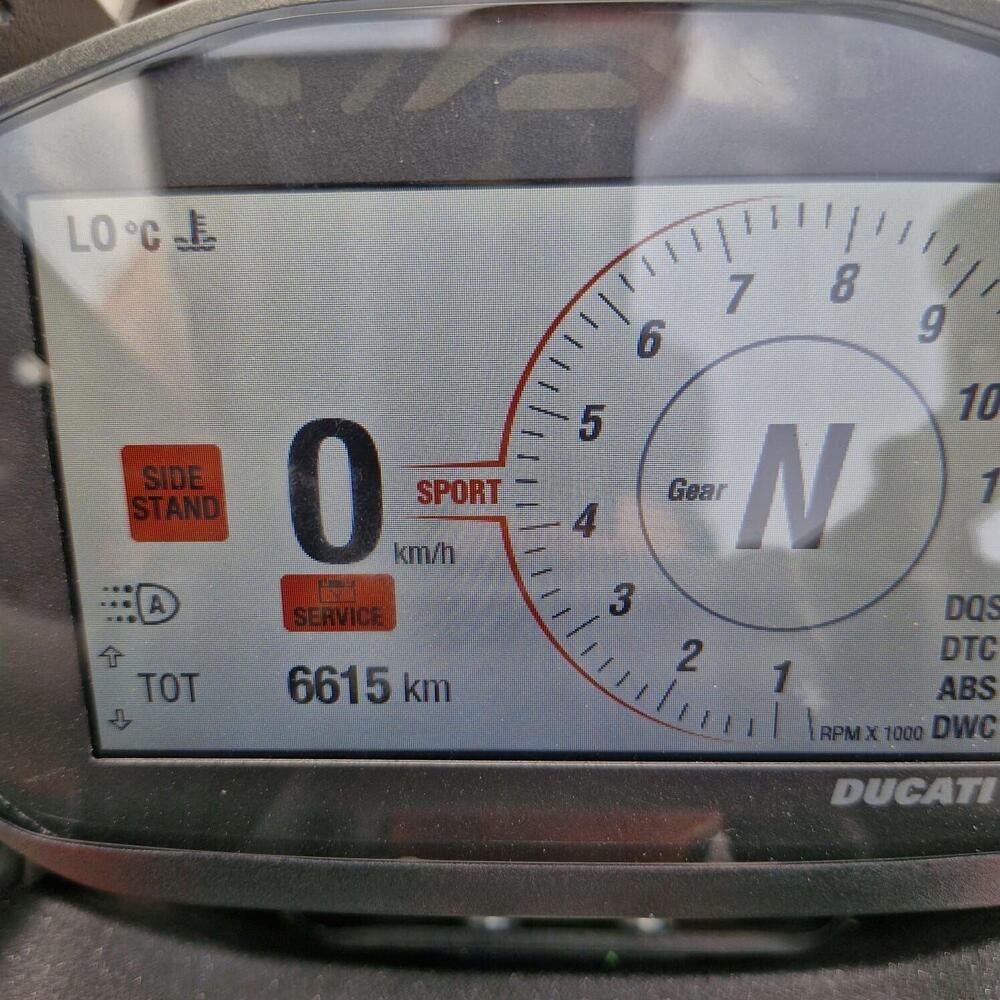 LO °C
7
8
6
9
5
10
SIDE
STAND
0
SPORT
Gear
N
4
km/h
A
SERVICE
3
DQS
2
DTC
1
TOT
6615 km
ABS
RPM X 1000
DWC
DUCATI